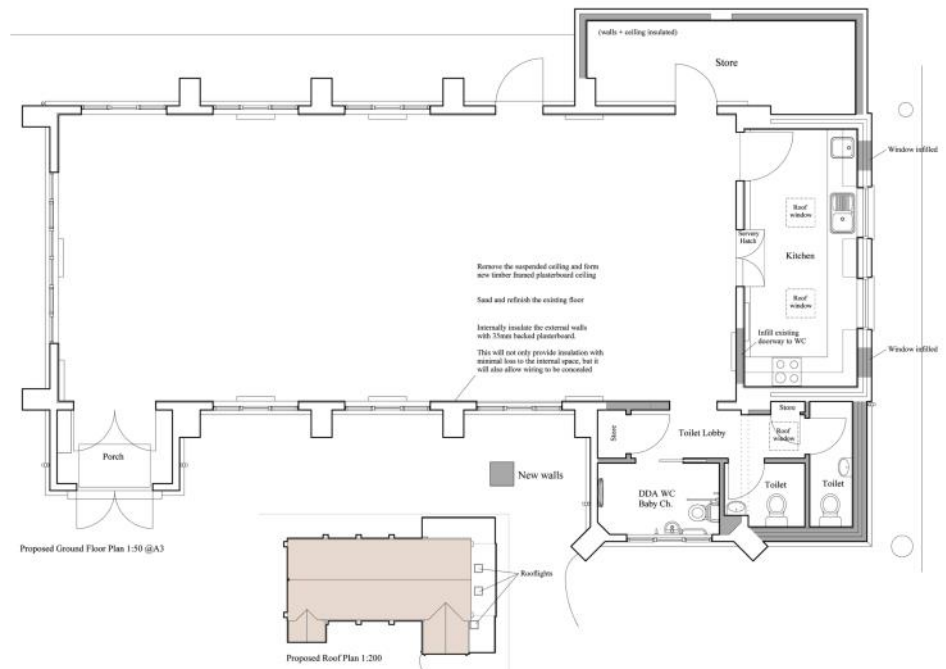 (walls + ceiling insulated)
Store
Window infilled
Roof
window
Servery
Hatch
Kitchen
Remove the suspended ceiling and form
new timber framed plasterboard ceiling
Sand and refinish the existing floor
Roof
window
Internally insulate the external walls
with 35mm backed plasterboard.
Infill existing
doorway to WC
This will not only provide insulation with
minimal loss to the internal space, but it
will also allow wiring to be concealed
Window infilled
Store
Store
Toilet Lobby
Roof
window
Porch
New walls
DDA WC
Baby Ch.
Toilet
Toilet
Proposed Ground Floor Plan 1:50 @A3
Rooflights
Proposed Roof Plan 1:200